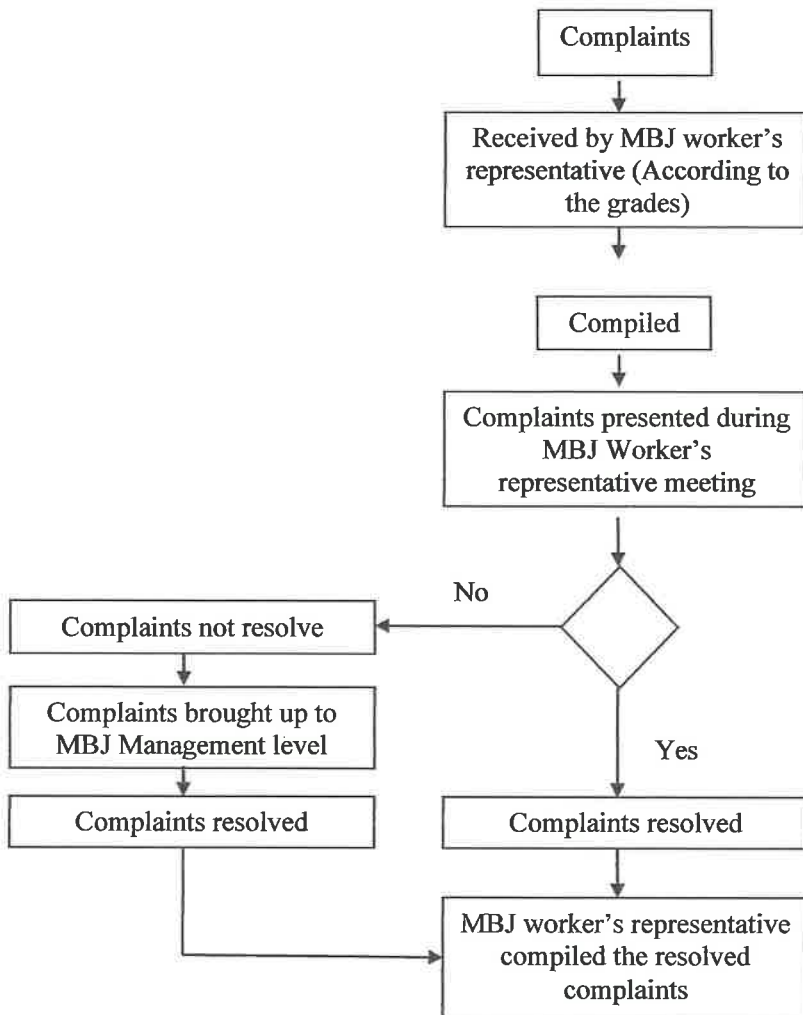 Complaints
Received by MBJ worker's
representative (According to
the grades)
Compiled
Complaints presented during
MBJ Worker's
representative meeting
No
Complaints not resolve
Complaints brought up to
MBJ Management level
Yes
Complaints resolved
Complaints resolved
MBJ worker's representative
compiled the resolved
complaints